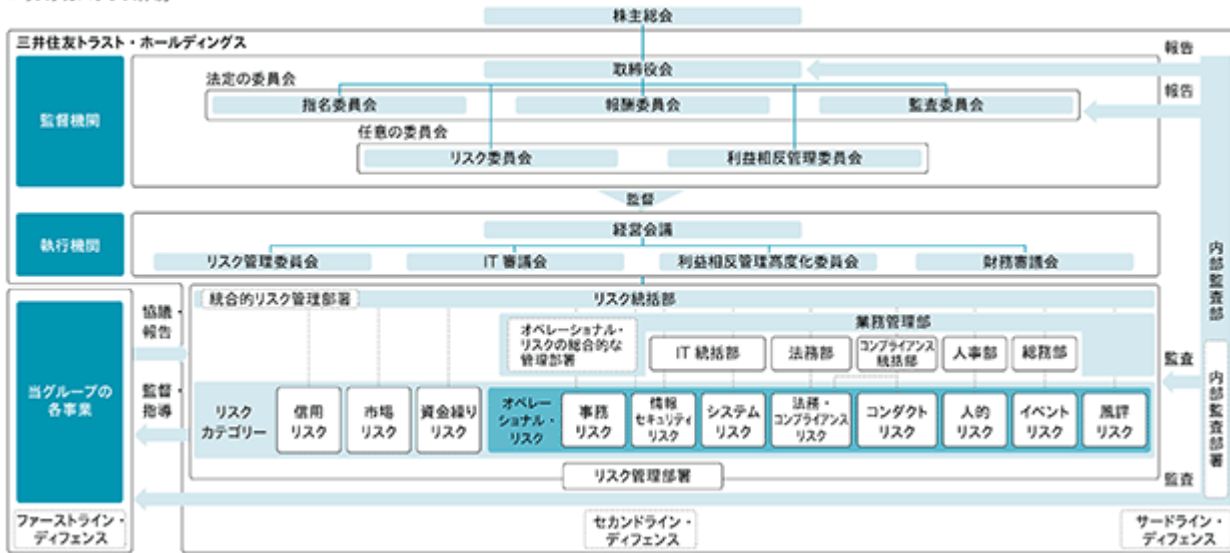 株主総会
三井住友トラスト・ホールディングス
報告
取締役会
法定の委員会
指名委員会
報酬委員会
監査委員会
報告
監督機関
任意の委員会
リスク委員会
利益相反管理委員会
監督
経営会議
執行機関
リスク管理委員会
IT 審議会
利益相反管理高度化委員会
財務審議会
内部監査部
統合的リスク管理部署
リスク統括部
協議・
報告
業務管理部
オペレーショナル・
リスクの総合的な
管理部署
IT 統括部
法務部
コンプライアンス
統括部
人事部
総務部
監査
内部監査部署
当グループの
各事業
監督・
指導
リスク
カテゴリー
信用
リスク
市場
リスク
資金繰り
リスク
オペレー
ショナル・
リスク
事務
リスク
情報
セキュリティ
リスク
システム
リスク
法務・
コンプライアンス
リスク
コンダクト
リスク
人的
リスク
イベント
リスク
風評
リスク
リスク管理部署
監査
ファーストライン・
ディフェンス
セカンドライン・
ディフェンス
サードライン・
ディフェンス